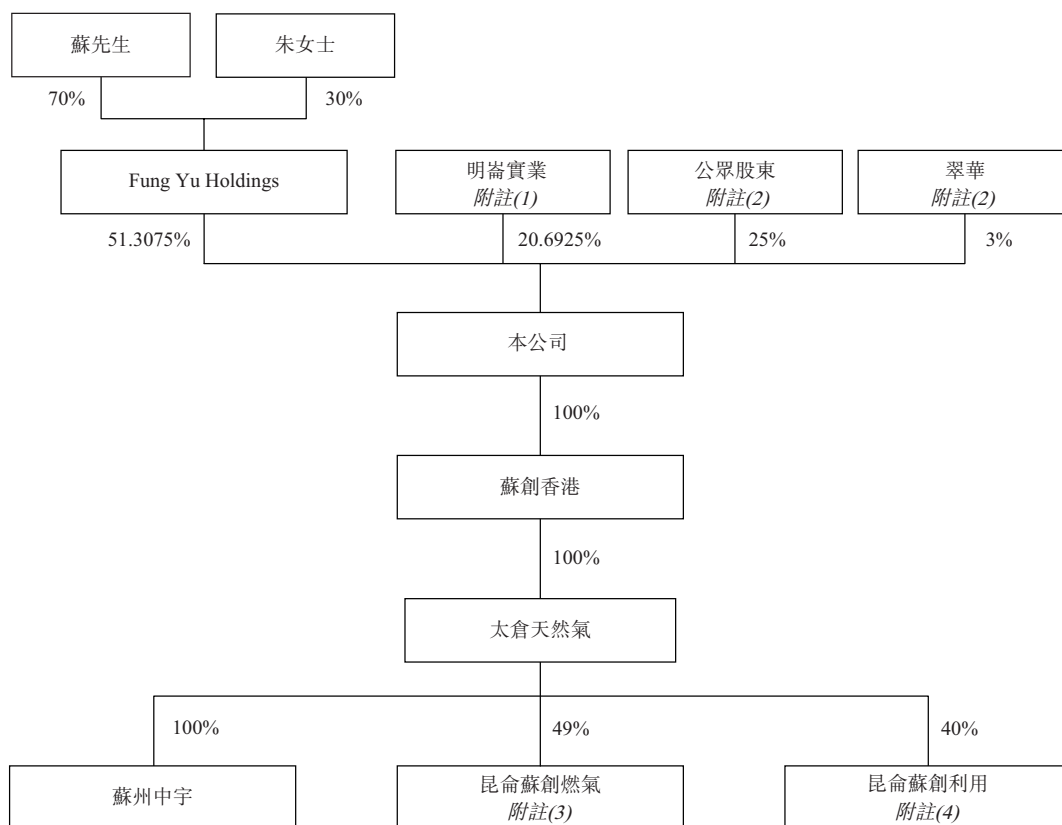 蘇先生
朱女士
70%
30%
Fung Yu Holdings
明崙實業
附註(1)
公眾股東
附註(2)
翠華
附註(2)
51.3075%
20.6925%
25%
3%
本公司
100%
蘇創香港
100%
太倉天然氣
100%
49%
40%
蘇州中宇
昆侖蘇創燃氣
附註(3)
昆侖蘇創利用
附註(4)